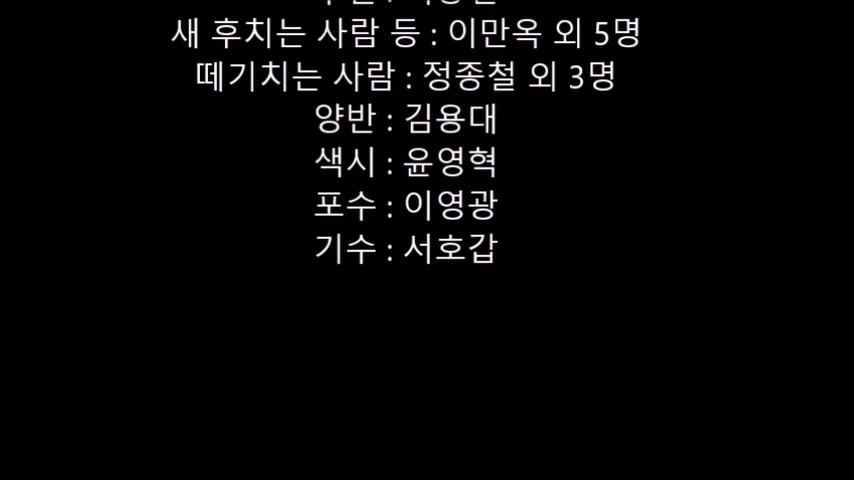 새 후치는 사람 등 : 이만옥 외 5명
떼기치는 사람 : 정종철 외 3명
양반 : 김용대
색시 : 윤영혁
포수 : 이영광
기수 : 서호갑